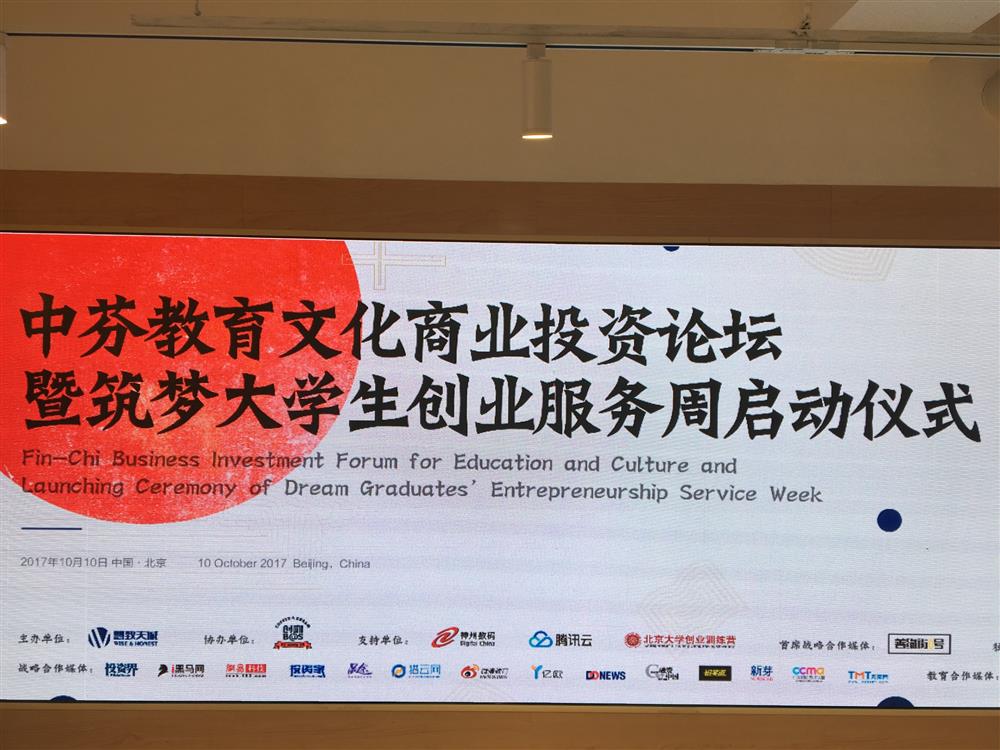 中芬教育文化商业投资论坛
暨筑梦大学生创业服务周启动仪式
Fin-Chi Business Investment Forum for Education and Culture and
Launching Ceremony of Dream Graduates' Entrepreneurship Service Week
2017年10月10日 中国·北京 10 October 2017 Beijing, China
主办单位： WISE & HONEST 协办单位： 支持单位： 神州数码 Digital China 腾讯云 北京大学创业训练营 首席战略合作媒体：
战略合作媒体： 投资界 黑马网 投资家 猎云网 亿欧 DONEWS 新芽 ccma TMT 教育合作媒体：